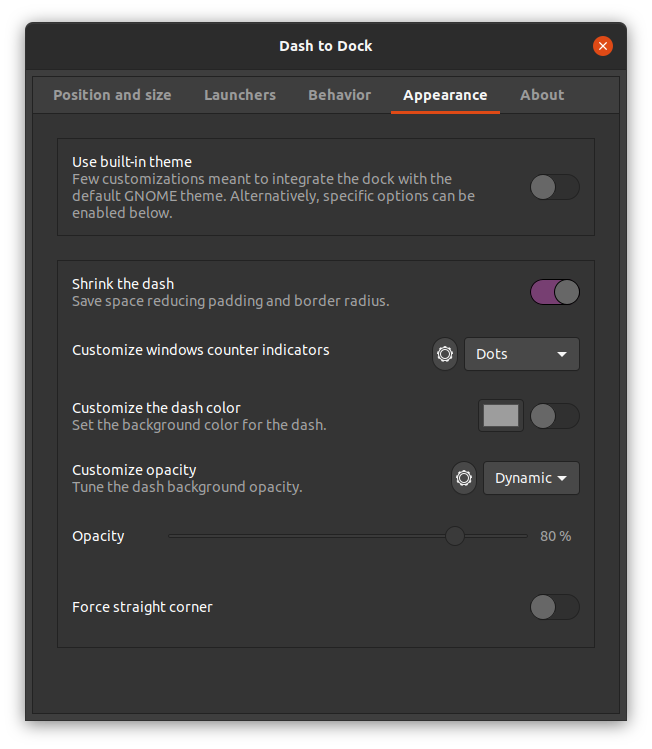 Dash to Dock
Position and size Launchers Behavior Appearance About
Use built-in theme
Few customizations meant to integrate the dock with the
default GNOME theme. Alternatively, specific options can be
enabled below.
Shrink the dash
Save space reducing padding and border radius.
Customize windows counter indicators Dots
Customize the dash color
Set the background color for the dash.
Customize opacity Dynamic
Tune the dash background opacity.
Opacity 80 %
Force straight corner